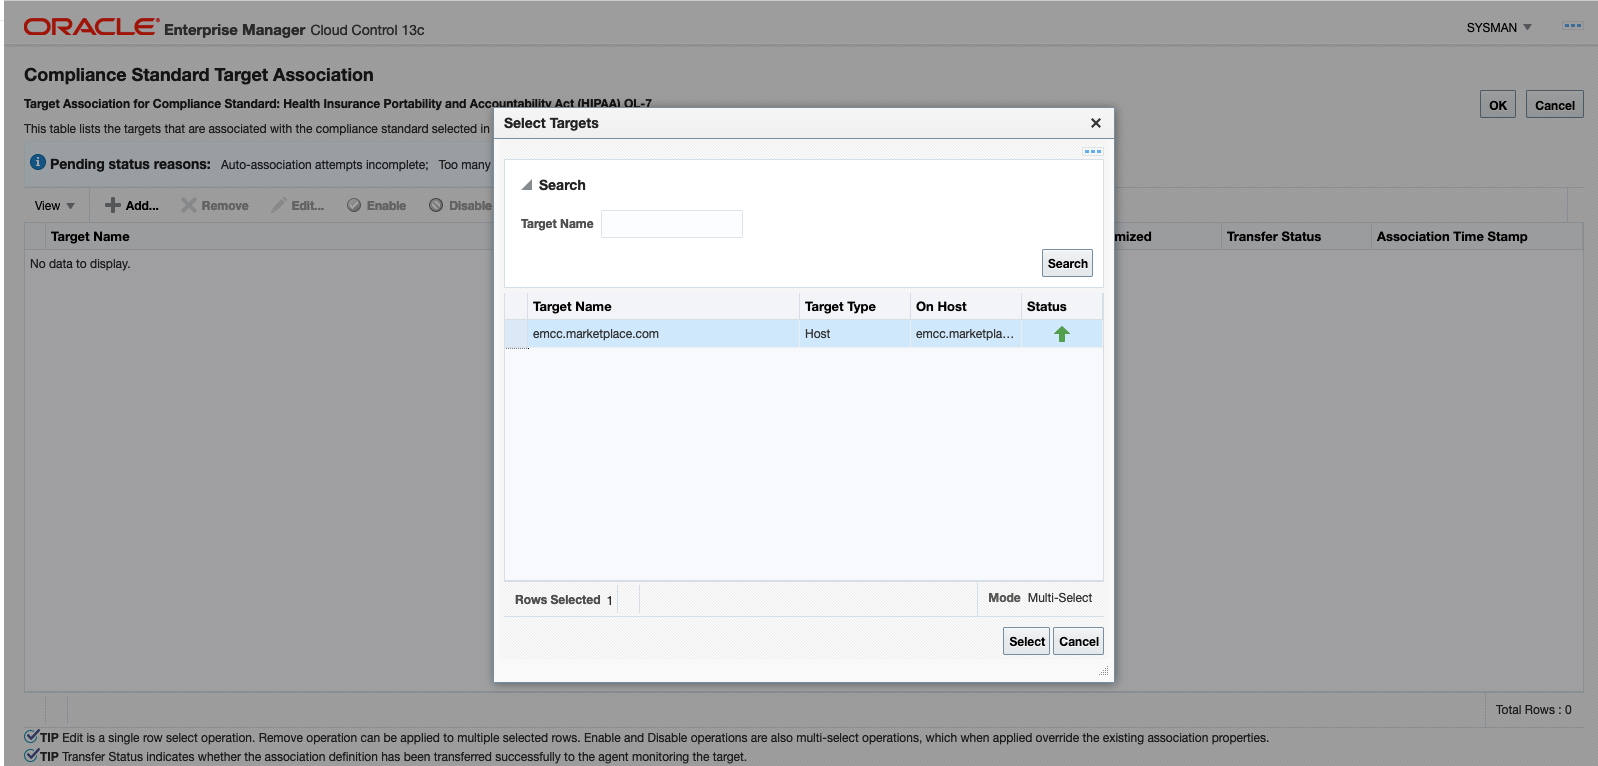 ORACLE® Enterprise Manager Cloud Control 13c
SYSMAN
Compliance Standard Target Association
Target Association for Compliance Standard: Health Insurance Portability and Accountability Act (HIPAA) OL-7
OK
Cancel
This table lists the targets that are associated with the compliance standard selected in
Pending status reasons: Auto-association attempts incomplete; Too many
View
Add...
Remove
Edit...
Enable
Disable
Target Name
mized
Transfer Status
Association Time Stamp
No data to display.
Select Targets
Search
Target Name
Search
Target Name Target Type On Host Status
emcc.marketplace.com Host emcc.marketpla...
Rows Selected 1
Mode Multi-Select
Select
Cancel
Total Rows : 0
TIP Edit is a single row select operation. Remove operation can be applied to multiple selected rows. Enable and Disable operations are also multi-select operations, which when applied override the existing association properties.
TIP Transfer Status indicates whether the association definition has been transferred successfully to the agent monitoring the target.